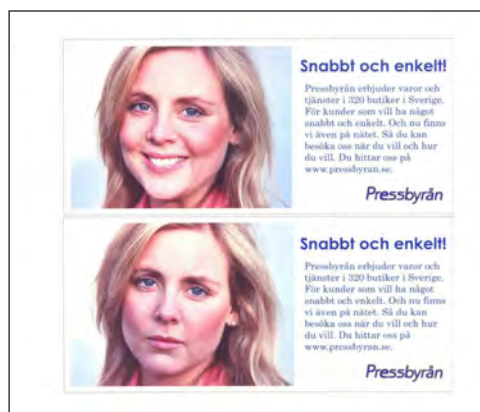 Snabbt och enkelt!
Pressbyrån erbjuder varor och
tjänster i 320 butiker i Sverige.
För kunder som vill ha något
snabbt och enkelt. Och nu finns
vi även på nätet. Så du kan
besöka oss när du vill och hur
du vill. Du hittar oss på
www.pressbyran.se.
Pressbyrån
Snabbt och enkelt!
Pressbyrån erbjuder varor och
tjänster i 320 butiker i Sverige.
För kunder som vill ha något
snabbt och enkelt. Och nu finns
vi även på nätet. Så du kan
besöka oss när du vill och hur
du vill. Du hittar oss på
www.pressbyran.se.
Pressbyrån